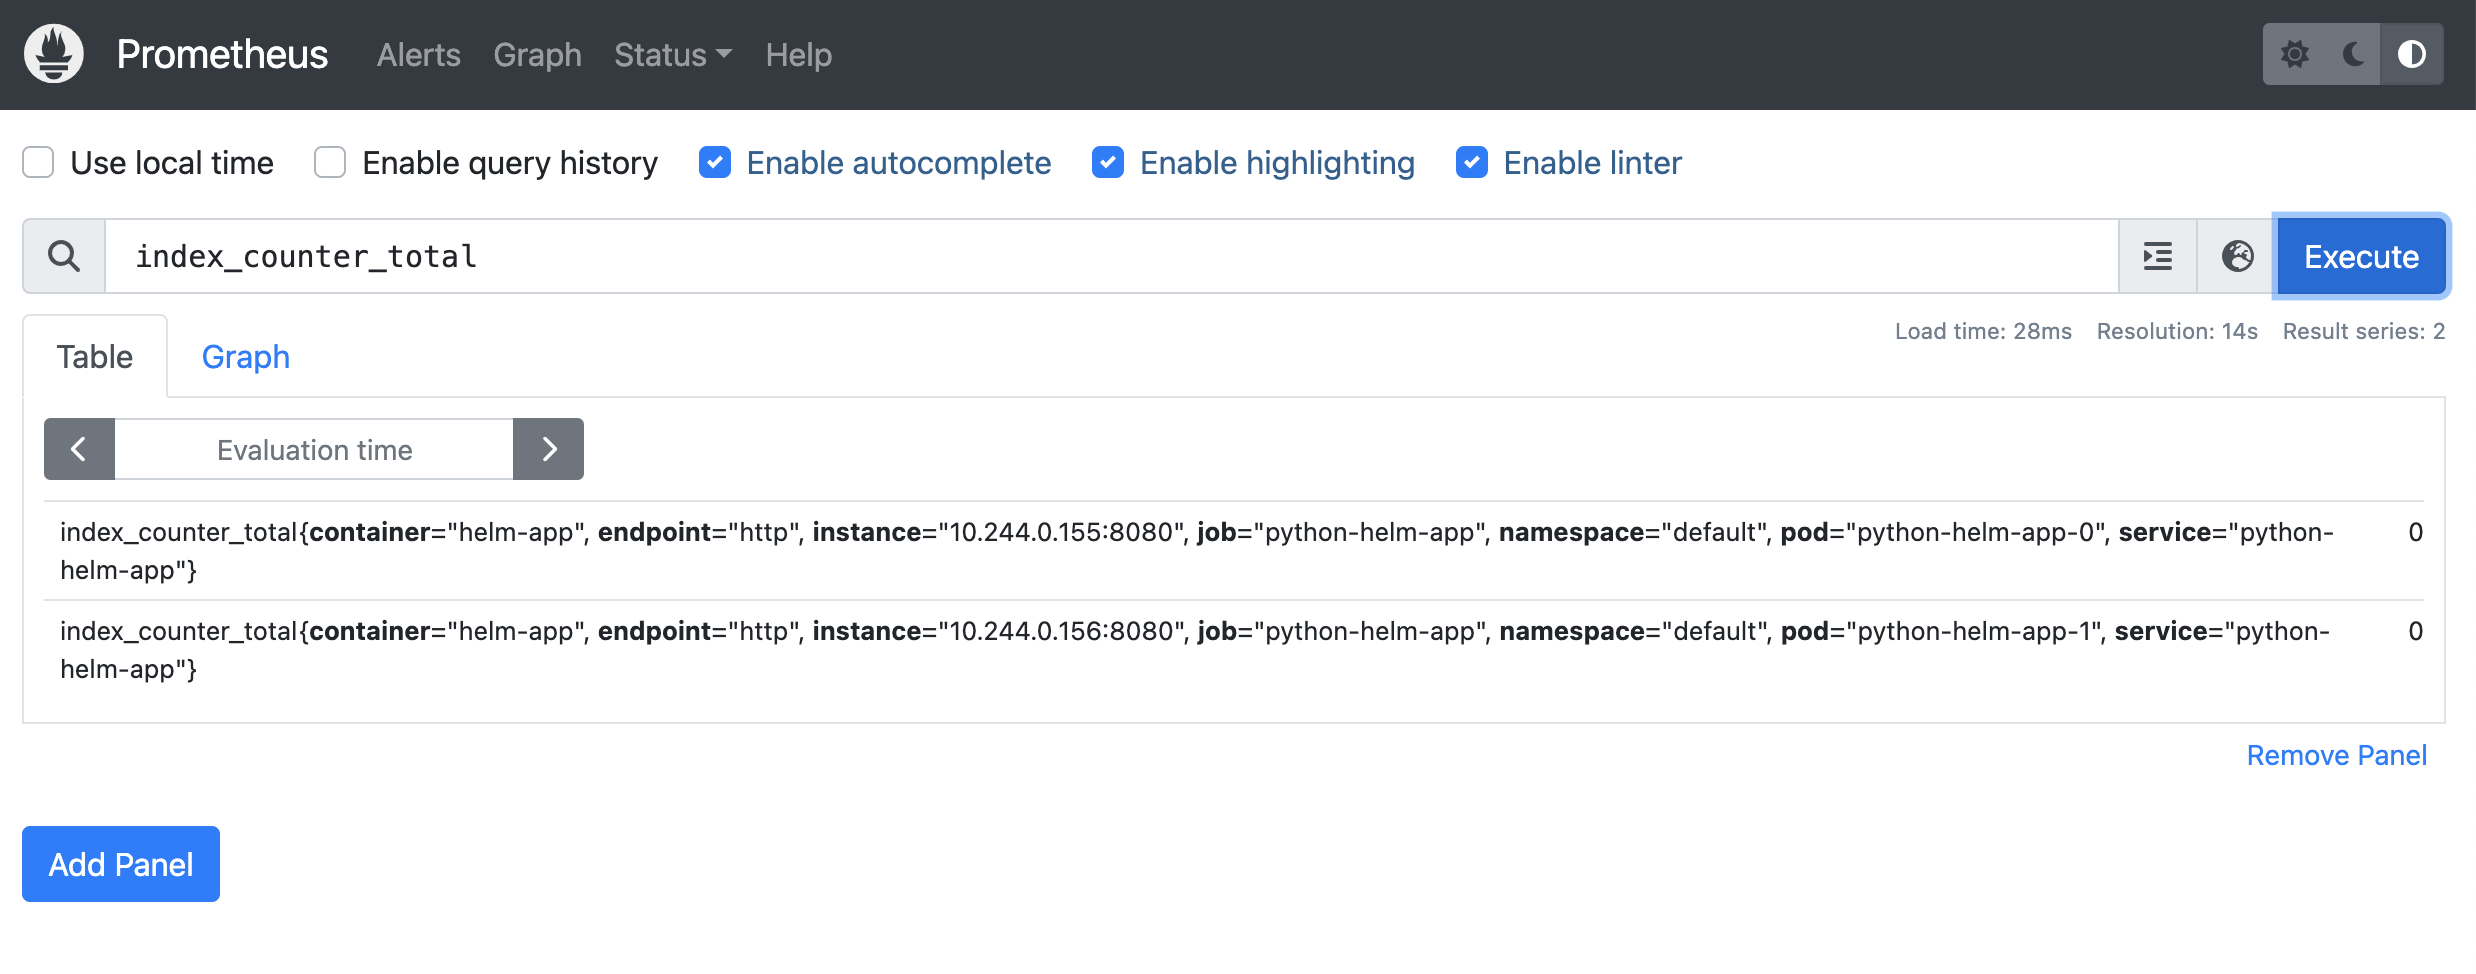 Prometheus Alerts Graph Status Help
Use local time Enable query history Enable autocomplete Enable highlighting Enable linter
index_counter_total Execute
Table Graph Load time: 28ms Resolution: 14s Result series: 2
Evaluation time
index_counter_total{container="helm-app", endpoint="http", instance="10.244.0.155:8080", job="python-helm-app", namespace="default", pod="python-helm-app-0", service="python- 0
helm-app"}
index_counter_total{container="helm-app", endpoint="http", instance="10.244.0.156:8080", job="python-helm-app", namespace="default", pod="python-helm-app-1", service="python- 0
helm-app"}
Remove Panel
Add Panel